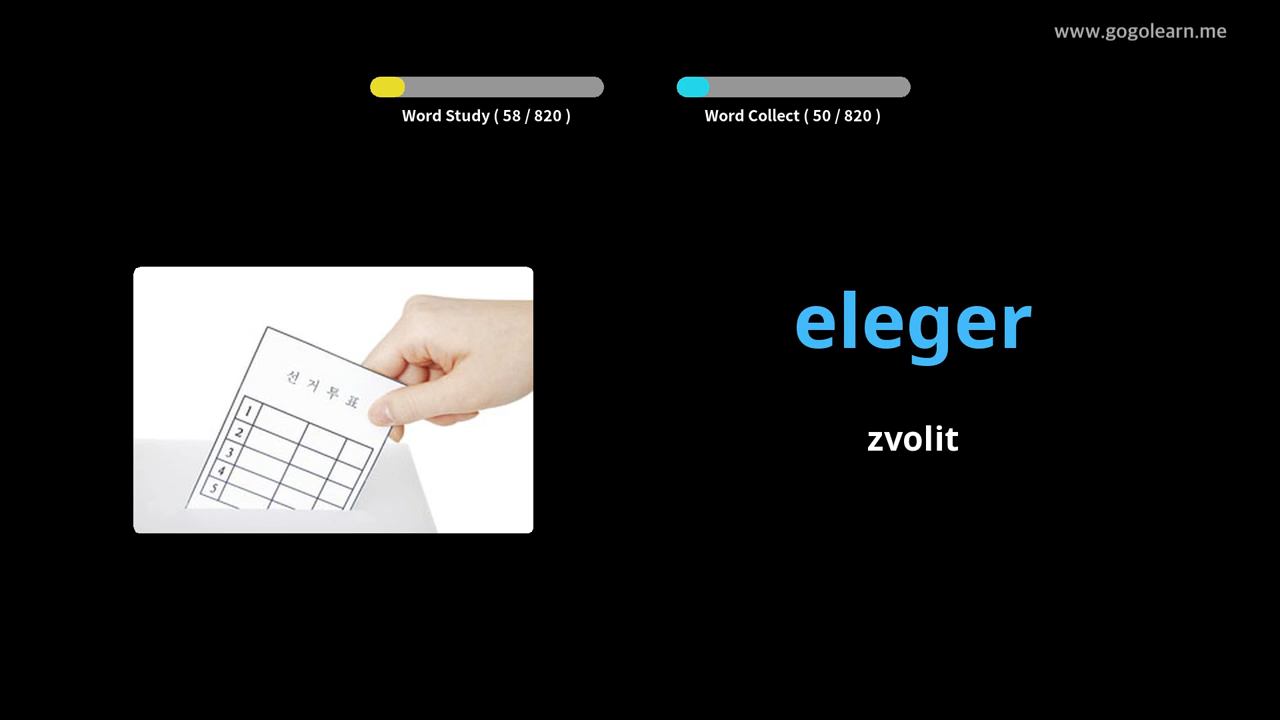 www.gogolearn.me
Word Study ( 58 / 820 )
Word Collect ( 50 / 820 )
선거투표
1
2
3
4
5
eleger
zvolit